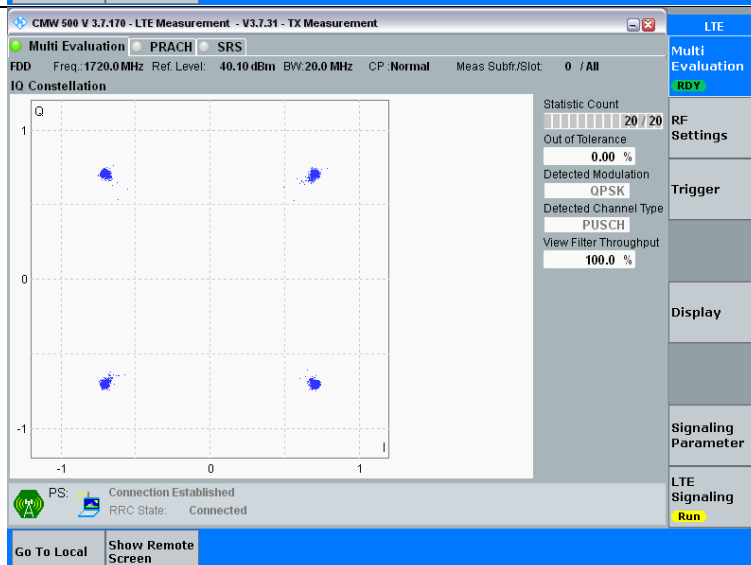 CMW 500 V 3.7.170 - LTE Measurement - V3.7.31 - TX Measurement
LTE
Multi Evaluation PRACH SRS
FDD Freq.:1720.0 MHz Ref. Level: 40.10 dBm BW:20.0 MHz CP :Normal Meas Subfr./Slot: 0 / All
IQ Constellation
Q
1
0
-1
I
-1 0 1
Statistic Count
20 / 20
Out of Tolerance
0.00 %
Detected Modulation
QPSK
Detected Channel Type
PUSCH
View Filter Throughput
100.0 %
Multi
Evaluation
RDY
RF
Settings
Trigger
Display
Signaling
Parameter
LTE
Signaling
Run
PS: Connection Established
RRC State: Connected
Go To Local
Show Remote
Screen